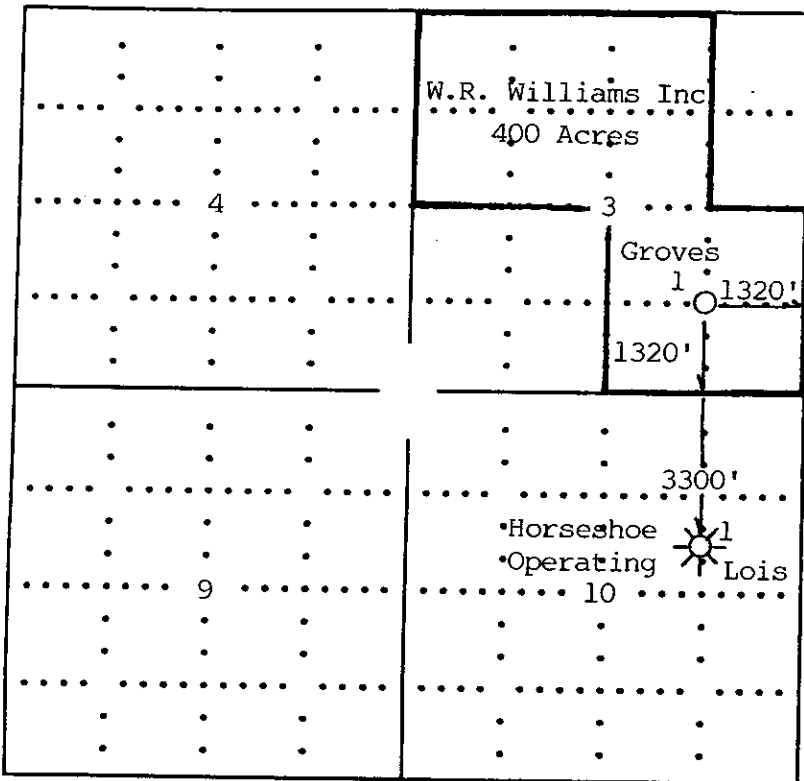 W.R. Williams Inc
400 Acres
4
3
Groves
1
1320'
1320'
3300'
Horseshoe
1
Operating
Lois
9
10